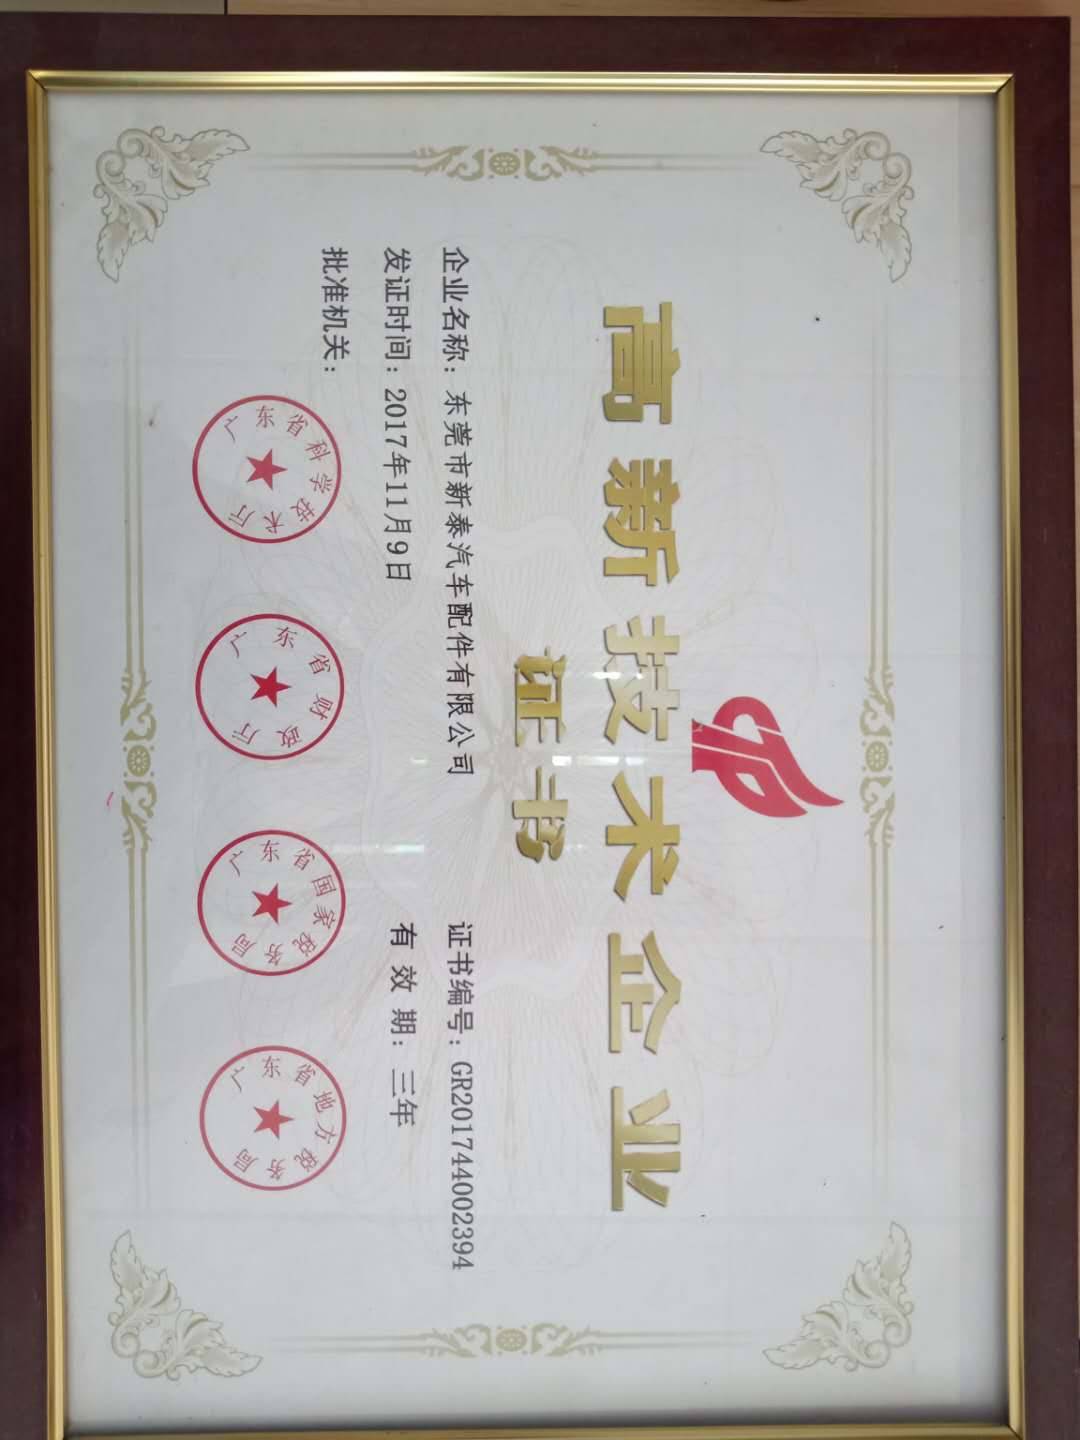 高新技术企业
证书
企业名称：东莞市新泰汽车配件有限公司
证书编号：GR201744002394
发证时间：2017年11月9日
有效期：三年
批准机关：
广东省科学技术厅
广东省财政厅
广东省国家税务局
广东省地方税务局